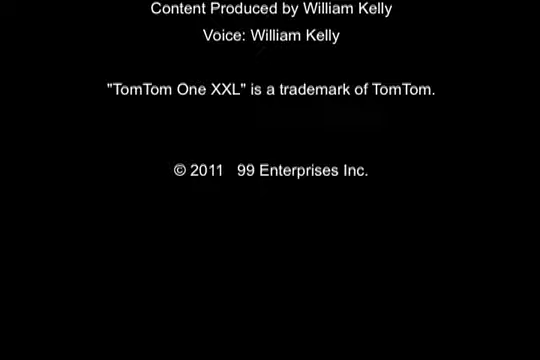 Content Produced by William Kelly
Voice: William Kelly
"TomTom One XXL" is a trademark of TomTom.
© 2011 99 Enterprises Inc.